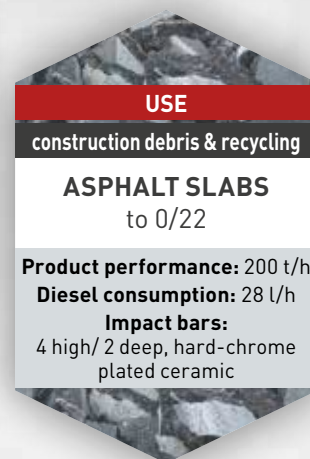 USE
construction debris & recycling
ASPHALT SLABS
to 0/22
Product performance: 200 t/h
Diesel consumption: 28 l/h
Impact bars:
4 high/ 2 deep, hard-chrome
plated ceramic